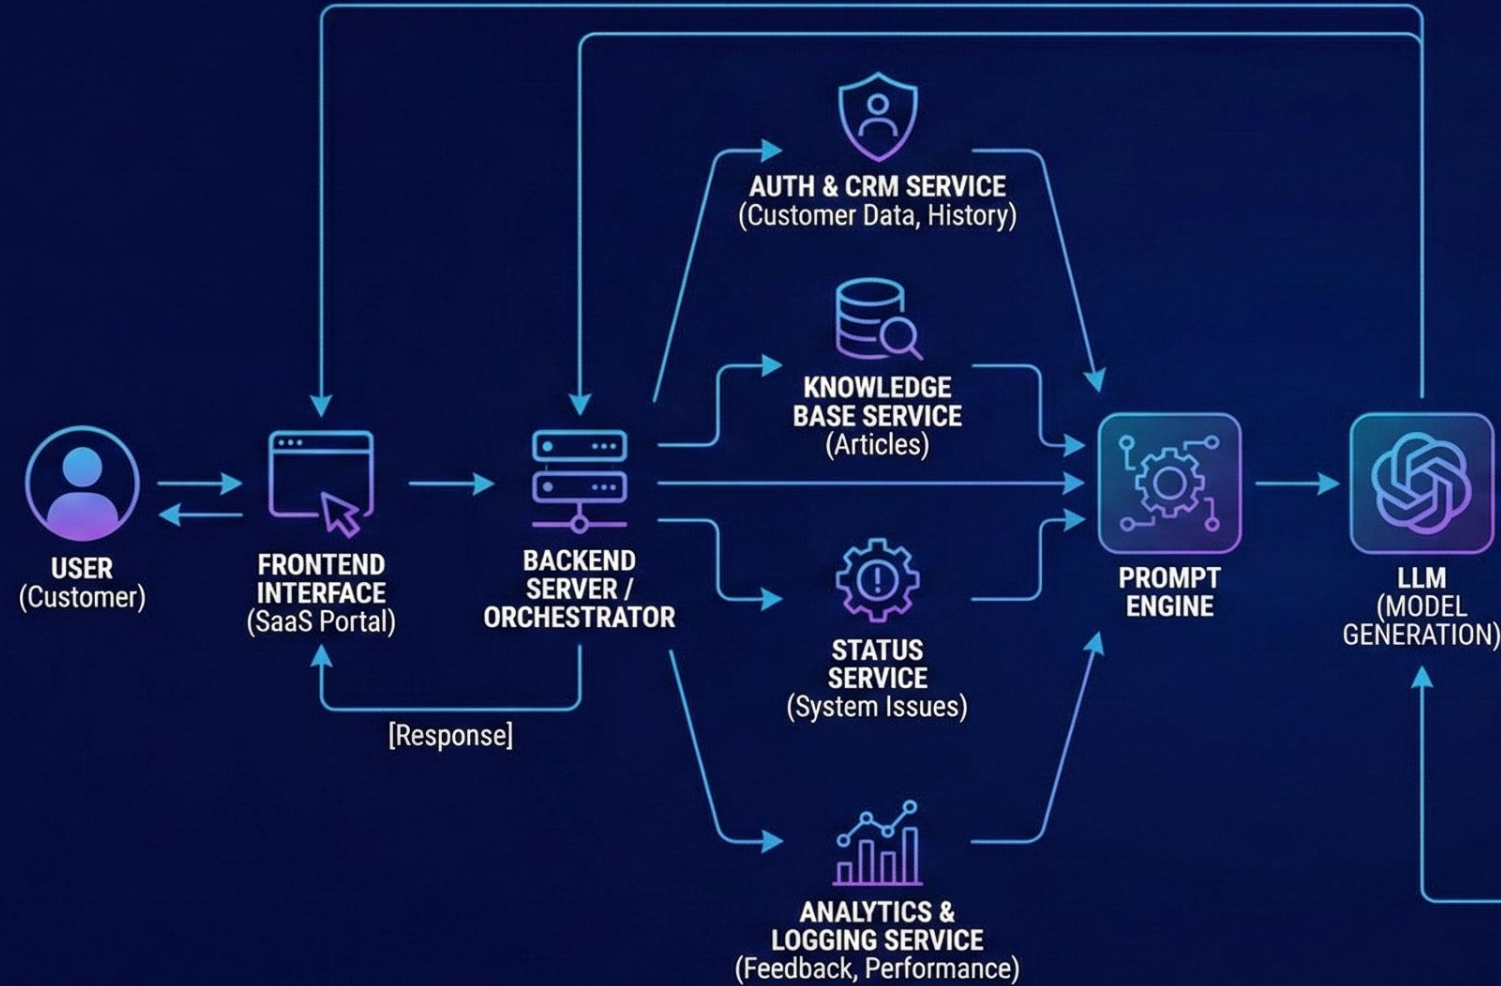 AUTH & CRM SERVICE
(Customer Data, History)
KNOWLEDGE
BASE SERVICE
(Articles)
USER
(Customer)
FRONTEND
INTERFACE
(SaaS Portal)
BACKEND
SERVER /
ORCHESTRATOR
PROMPT
ENGINE
LLM
(MODEL
GENERATION)
STATUS
SERVICE
(System Issues)
[Response]
ANALYTICS &
LOGGING SERVICE
(Feedback, Performance)